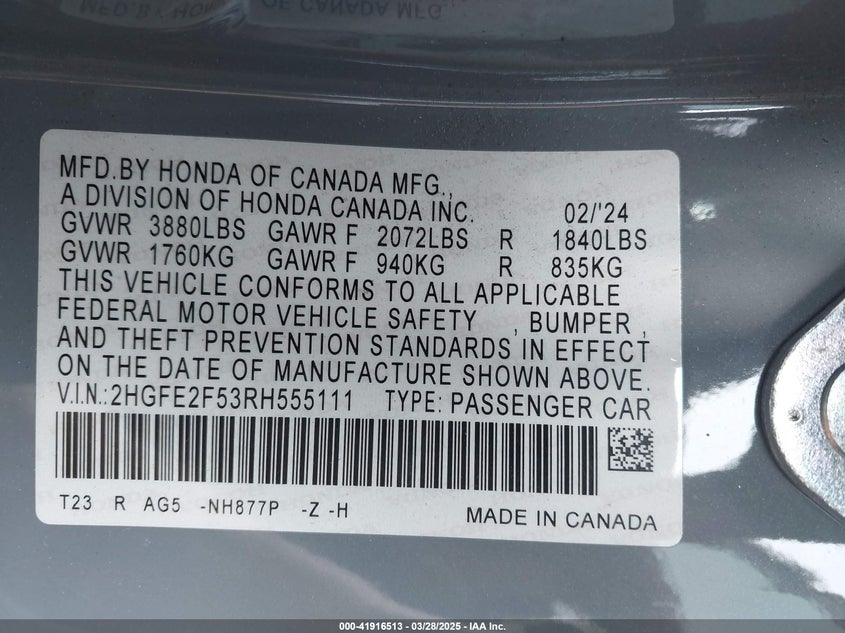 MFD.BY HONDA OF CANADA MFG.,
A DIVISION OF HONDA CANADA INC. 02/'24
GVWR 3880LBS GAWR F 2072LBS R 1840LBS
GVWR 1760KG GAWR F 940KG R 835KG
THIS VEHICLE CONFORMS TO ALL APPLICABLE
FEDERAL MOTOR VEHICLE SAFETY , BUMPER ,
AND THEFT PREVENTION STANDARDS IN EFFECT
ON THE DATE OF MANUFACTURE SHOWN ABOVE.
V.I.N.:2HGFE2F53RH555111 TYPE: PASSENGER CAR
T23 R AG5 -NH877P -Z -H MADE IN CANADA
000-41916513 — 03/28/2025 — IAA Inc.